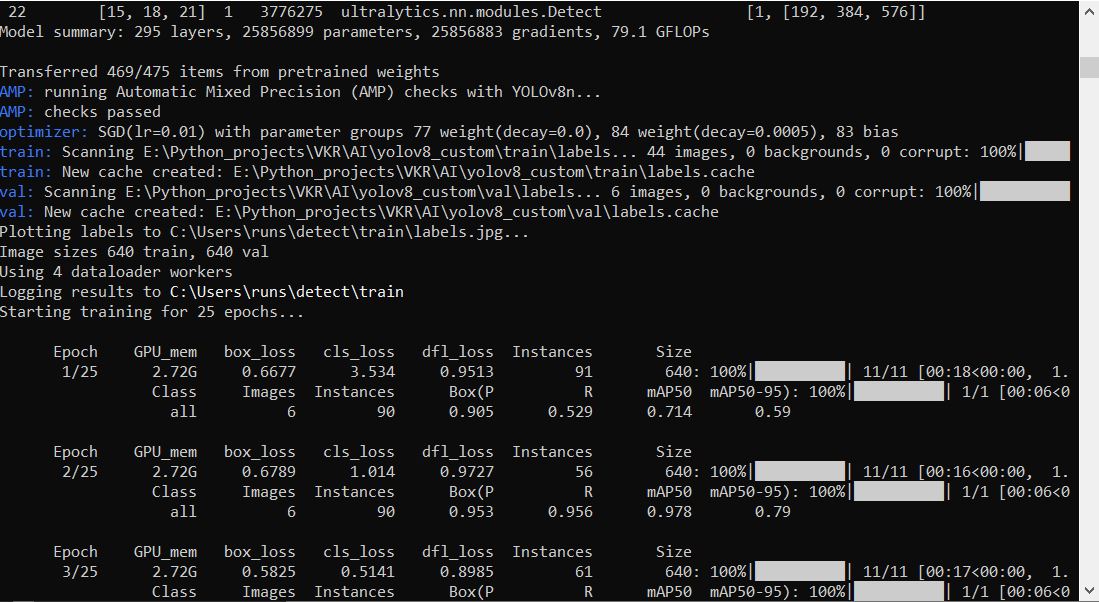 22 [15, 18, 21] 1 3776275 ultralytics.nn.modules.Detect [1, [192, 384, 576]]
Model summary: 295 layers, 25856899 parameters, 25856883 gradients, 79.1 GFLOPs
Transferred 469/475 items from pretrained weights
AMP: running Automatic Mixed Precision (AMP) checks with YOLOv8n...
AMP: checks passed
optimizer: SGD(lr=0.01) with parameter groups 77 weight(decay=0.0), 84 weight(decay=0.0005), 83 bias
train: Scanning E:\Python_projects\VKR\AI\yolov8_custom\train\labels... 44 images, 0 backgrounds, 0 corrupt: 100%|
train: New cache created: E:\Python_projects\VKR\AI\yolov8_custom\train\labels.cache
val: Scanning E:\Python_projects\VKR\AI\yolov8_custom\val\labels... 6 images, 0 backgrounds, 0 corrupt: 100%|
val: New cache created: E:\Python_projects\VKR\AI\yolov8_custom\val\labels.cache
Plotting labels to C:\Users\runs\detect\train\labels.jpg...
Image sizes 640 train, 640 val
Using 4 dataloader workers
Logging results to C:\Users\runs\detect\train
Starting training for 25 epochs...
Epoch GPU_mem box_loss cls_loss dfl_loss Instances Size
1/25 2.72G 0.6677 3.534 0.9513 91 640: 100%| | 11/11 [00:18<00:00, 1.
Class Images Instances Box(P R mAP50 mAP50-95): 100%| | 1/1 [00:06<0
all 6 90 0.905 0.529 0.714 0.59
Epoch GPU_mem box_loss cls_loss dfl_loss Instances Size
2/25 2.72G 0.6789 1.014 0.9727 56 640: 100%| | 11/11 [00:16<00:00, 1.
Class Images Instances Box(P R mAP50 mAP50-95): 100%| | 1/1 [00:06<0
all 6 90 0.953 0.956 0.978 0.79
Epoch GPU_mem box_loss cls_loss dfl_loss Instances Size
3/25 2.72G 0.5825 0.5141 0.8985 61 640: 100%| | 11/11 [00:17<00:00, 1.
Class Images Instances Box(P R mAP50 mAP50-95): 100%| | 1/1 [00:06<0